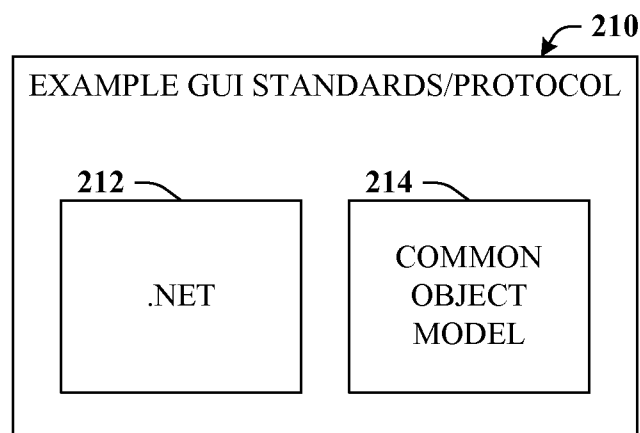 210
EXAMPLE GUI STANDARDS/PROTOCOL
212
214
.NET
COMMON
OBJECT
MODEL